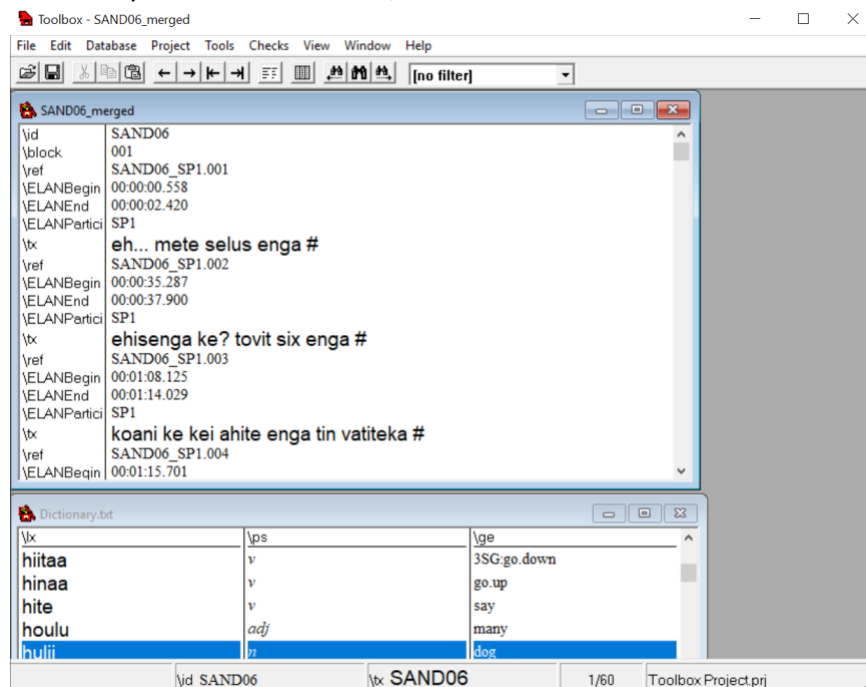 Toolbox - SAND06_merged
File Edit Database Project Tools Checks View Window Help
[no filter]
SAND06_merged
\id SAND06
\block 001
\ref SAND06_SP1.001
\ELANBegin 00:00:00.558
\ELANEnd 00:00:02.420
\ELANPartici SP1
\tx eh... mete selus enga #
\ref SAND06_SP1.002
\ELANBegin 00:00:35.287
\ELANEnd 00:00:37.900
\ELANPartici SP1
\tx ehisenga ke? tovit six enga #
\ref SAND06_SP1.003
\ELANBegin 00:01:08.125
\ELANEnd 00:01:14.029
\ELANPartici SP1
\tx koani ke kei ahite enga tin vatiteka #
\ref SAND06_SP1.004
\ELANBegin 00:01:15.701
Dictionary.txt
\lx \ps \ge
hiitaa v 3SG:go.down
hinaa v go.up
hite v say
houlu adj many
hulii n dog
\id SAND06 \tx SAND06 1/60 Toolbox Project.prj